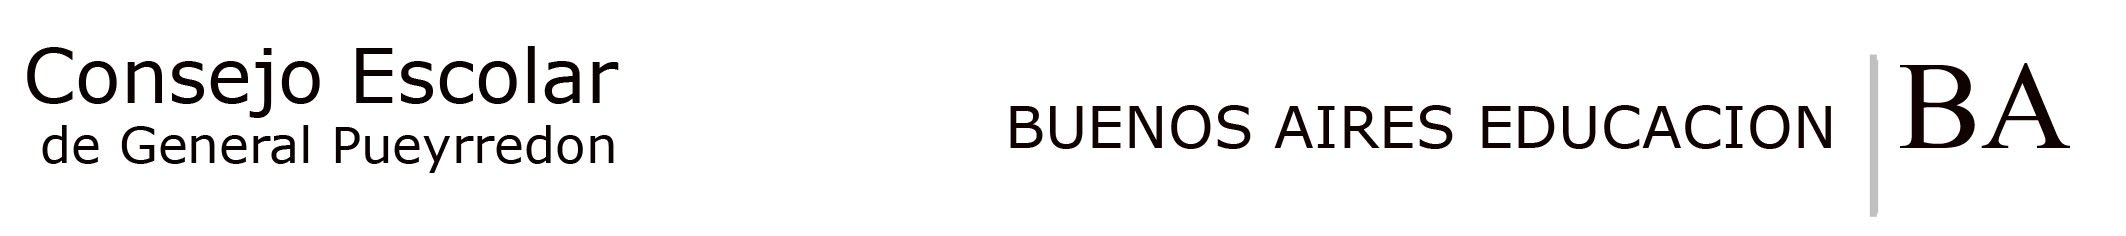 Consejo Escolar
de General Pueyrredon
BUENOS AIRES EDUCACION
BA